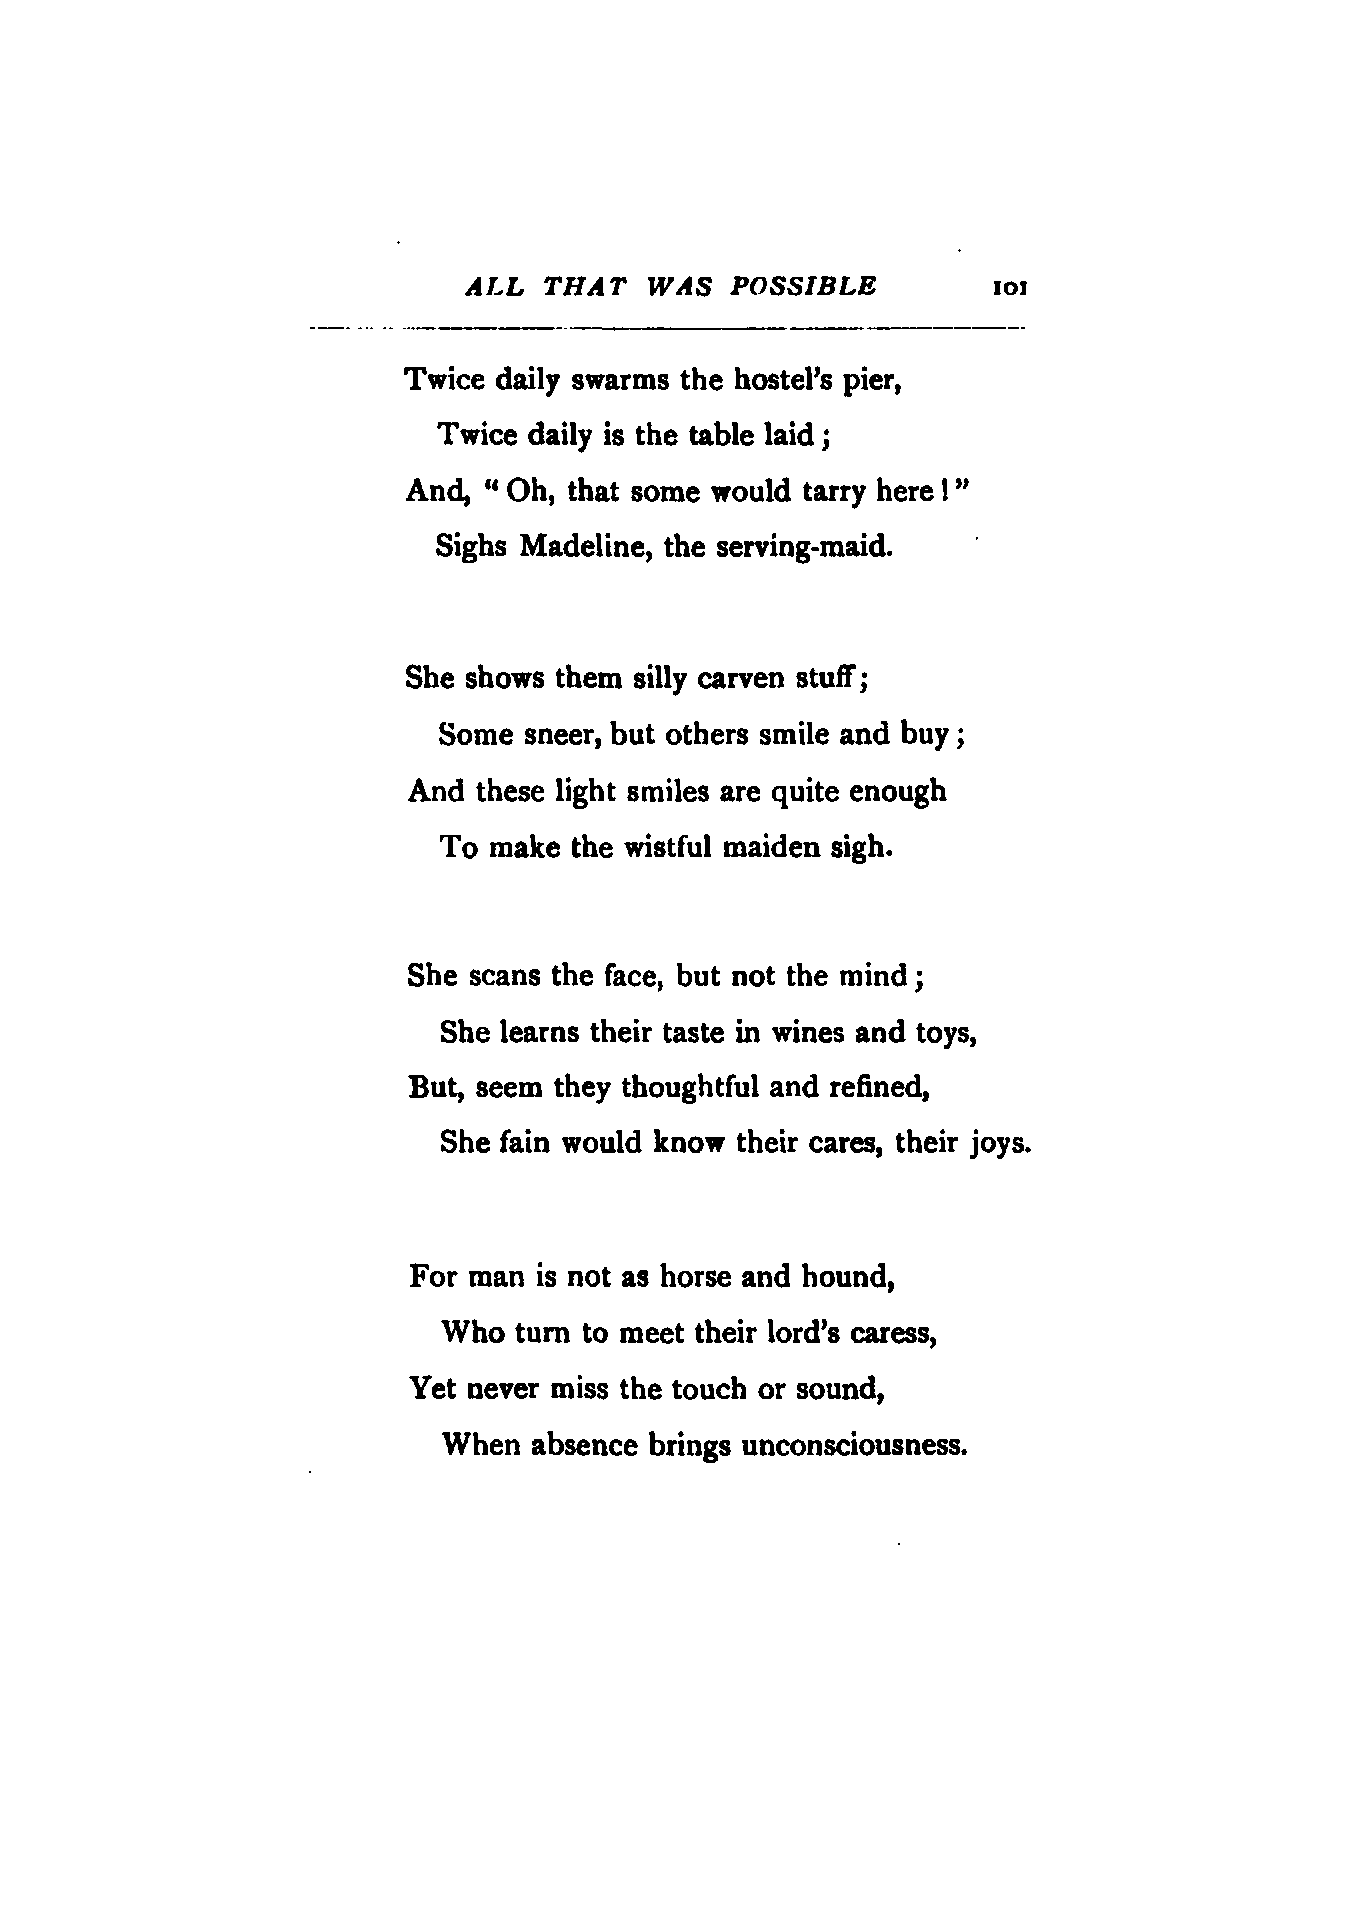 ALL THAT WAS POSSIBLE 101
Twice daily swarms the hostel's pier,
Twice daily is the table laid;
And, "Oh, that some would tarry here!"
Sighs Madeline, the serving-maid.
She shows them silly carven stuff;
Some sneer, but others smile and buy;
And these light smiles are quite enough
To make the wistful maiden sigh.
She scans the face, but not the mind;
She learns their taste in wines and toys,
But, seem they thoughtful and refined,
She fain would know their cares, their joys.
For man is not as horse and hound,
Who turn to meet their lord's caress,
Yet never miss the touch or sound,
When absence brings unconsciousness.